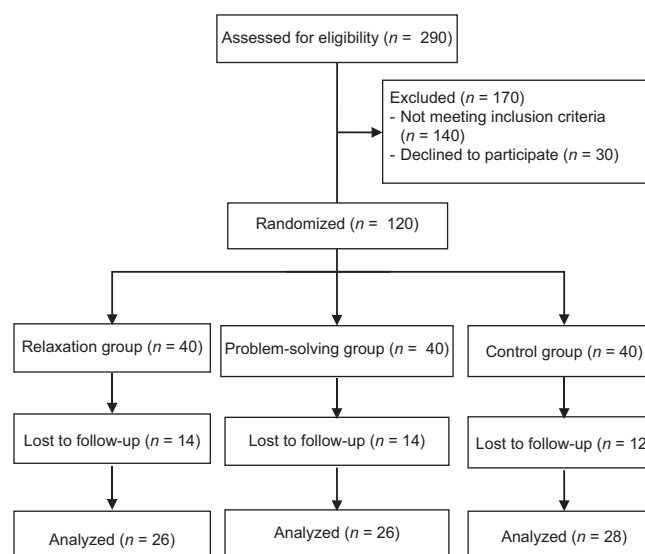 Assessed for eligibility (n = 290)
Excluded (n = 170)
- Not meeting inclusion criteria
(n = 140)
- Declined to participate (n = 30)
Randomized (n = 120)
Relaxation group (n = 40)
Problem-solving group (n = 40)
Control group (n = 40)
Lost to follow-up (n = 14)
Lost to follow-up (n = 14)
Lost to follow-up (n = 12
Analyzed (n = 26)
Analyzed (n = 26)
Analyzed (n = 28)